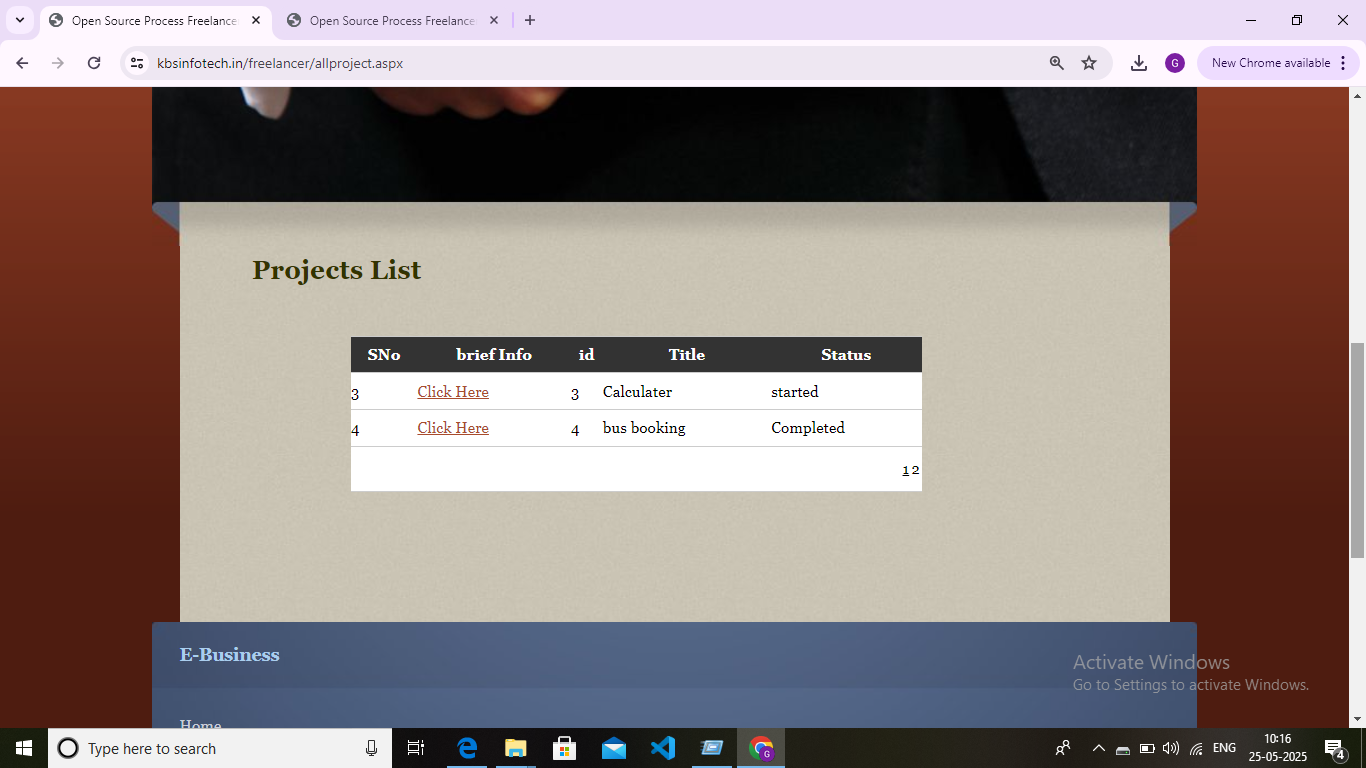 Open Source Process Freelance
Open Source Process Freelance
kbsinfotech.in/freelancer/allproject.aspx
G
New Chrome available
Projects List
SNo brief Info id Title Status
3 Click Here 3 Calculater started
4 Click Here 4 bus booking Completed
1 2
E-Business
Activate Windows
Go to Settings to activate Windows.
Home
Type here to search
G
ENG
10:16
25-05-2025
4